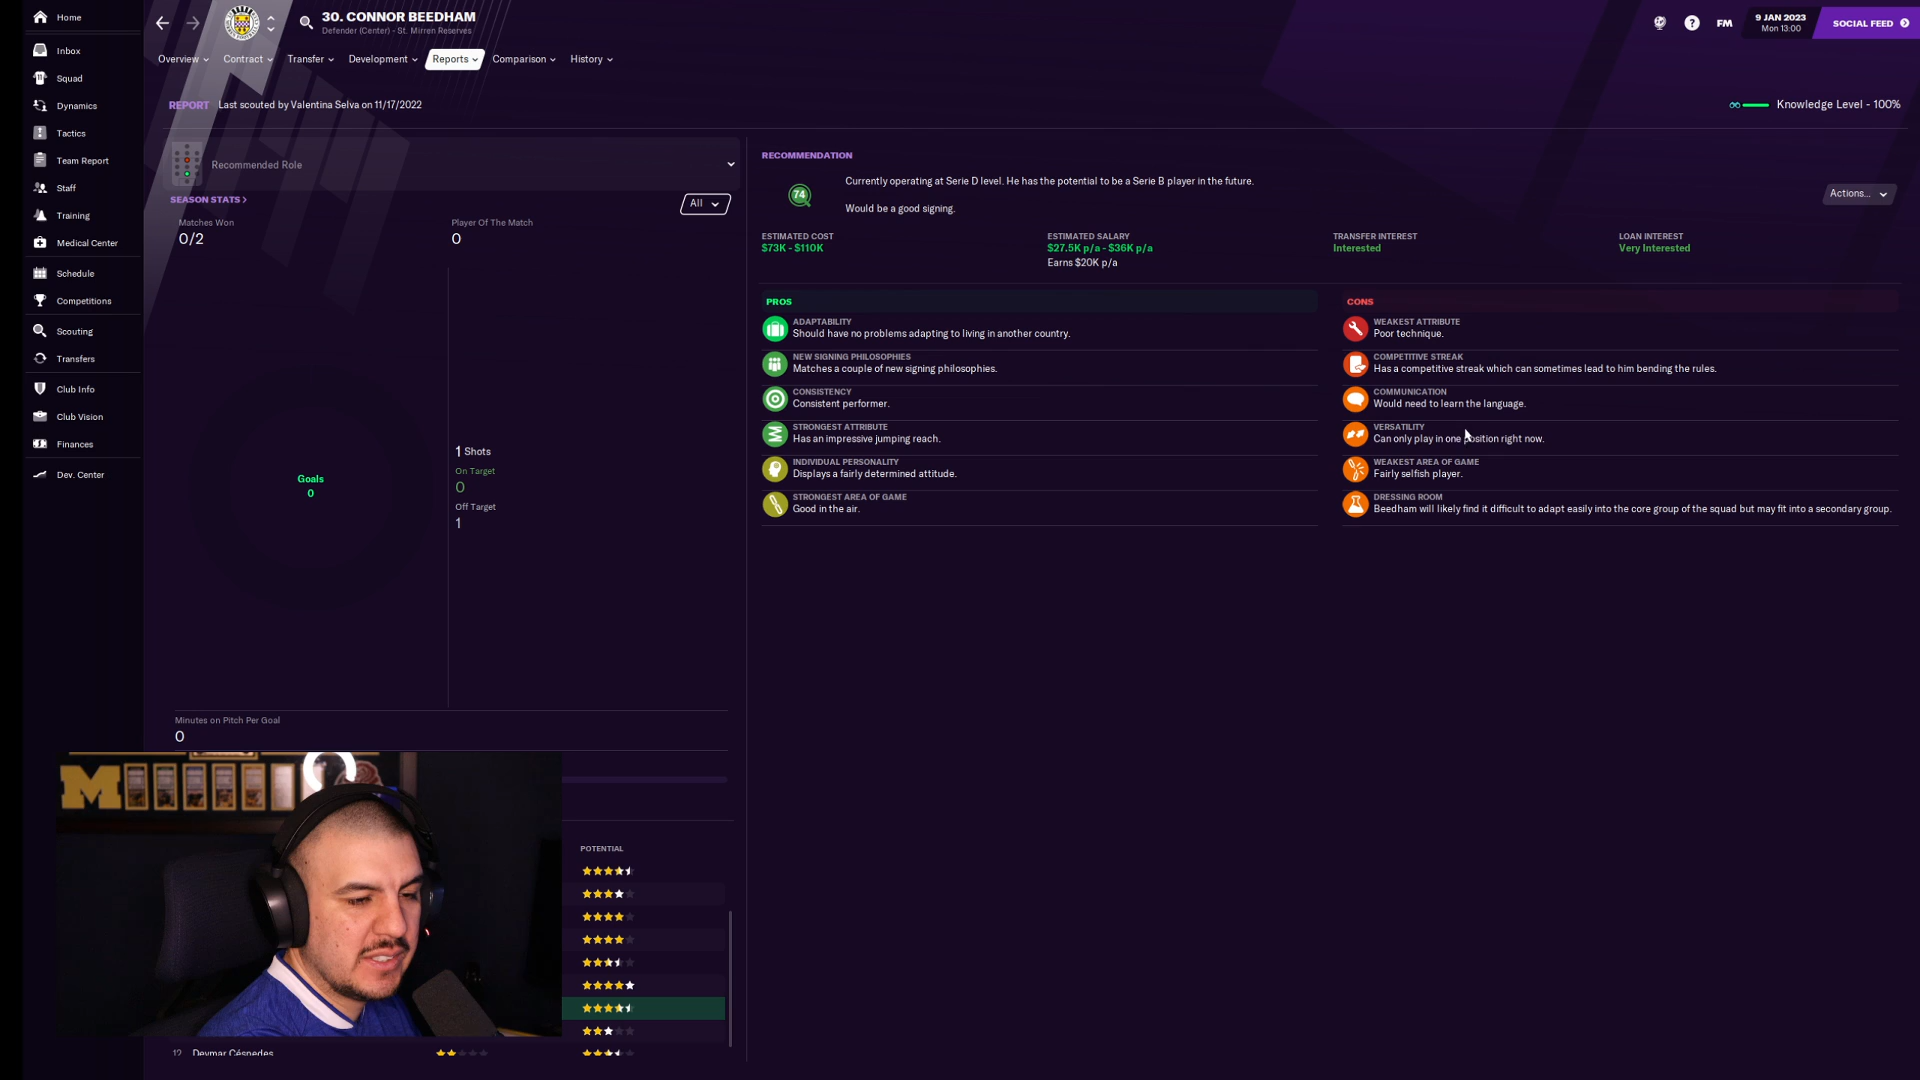 Home
Inbox
Squad
Dynamics
Tactics
Team Report
Staff
Training
Medical Center
Schedule
Competitions
Scouting
Transfers
Club Info
Club Vision
Finances
Dev. Center
30. CONNOR BEEDHAM
Defender (Center) - St. Mirren Reserves
FM
9 JAN 2023
Mon 13:00
SOCIAL FEED
Overview
Contract
Transfer
Development
Reports
Comparison
History
REPORT Last scouted by Valentina Selva on 11/17/2022
Knowledge Level - 100%
Recommended Role
SEASON STATS >
All
Matches Won
0/2
Player Of The Match
0
Goals
0
1 Shots
On Target
0
Off Target
1
Minutes on Pitch Per Goal
0
M
POTENTIAL
12 Deymar Céspedes
RECOMMENDATION
74
Currently operating at Serie D level. He has the potential to be a Serie B player in the future.
Would be a good signing.
Actions...
ESTIMATED COST
$73K - $110K
ESTIMATED SALARY
$27.5K p/a - $36K p/a
Earns $20K p/a
TRANSFER INTEREST
Interested
LOAN INTEREST
Very Interested
PROS
ADAPTABILITY
Should have no problems adapting to living in another country.
NEW SIGNING PHILOSOPHIES
Matches a couple of new signing philosophies.
CONSISTENCY
Consistent performer.
STRONGEST ATTRIBUTE
Has an impressive jumping reach.
INDIVIDUAL PERSONALITY
Displays a fairly determined attitude.
STRONGEST AREA OF GAME
Good in the air.
CONS
WEAKEST ATTRIBUTE
Poor technique.
COMPETITIVE STREAK
Has a competitive streak which can sometimes lead to him bending the rules.
COMMUNICATION
Would need to learn the language.
VERSATILITY
Can only play in one position right now.
WEAKEST AREA OF GAME
Fairly selfish player.
DRESSING ROOM
Beedham will likely find it difficult to adapt easily into the core group of the squad but may fit into a secondary group.